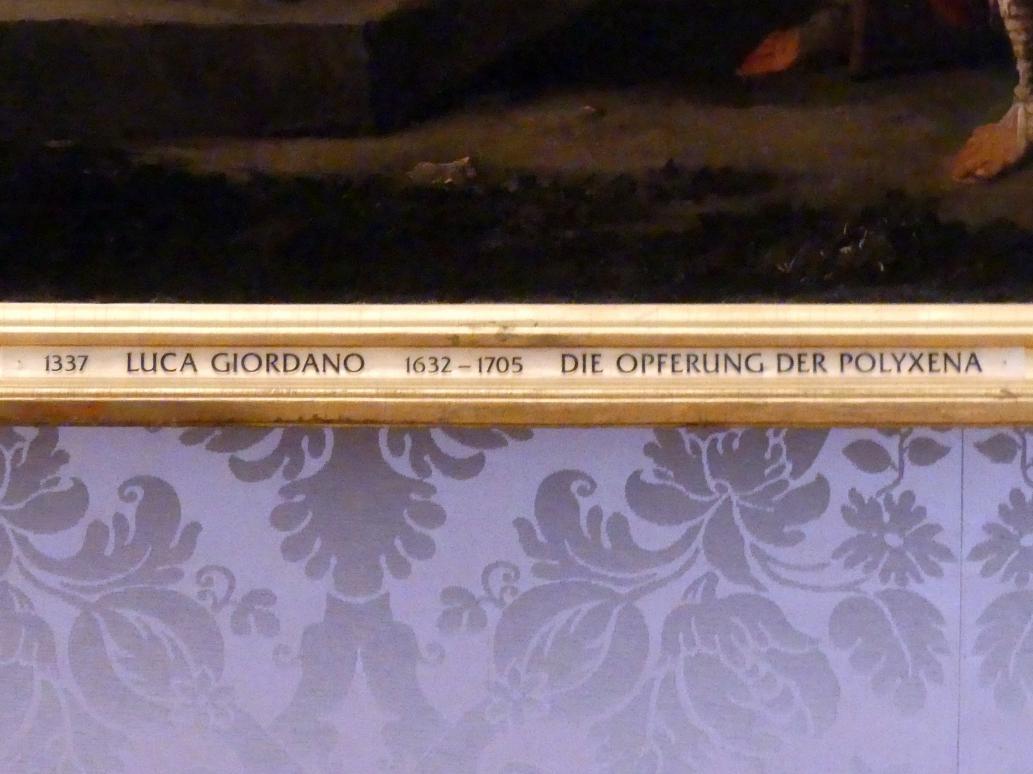 1337 LUCA GIORDANO 1632–1705 DIE OPFERUNG DER POLYXENA